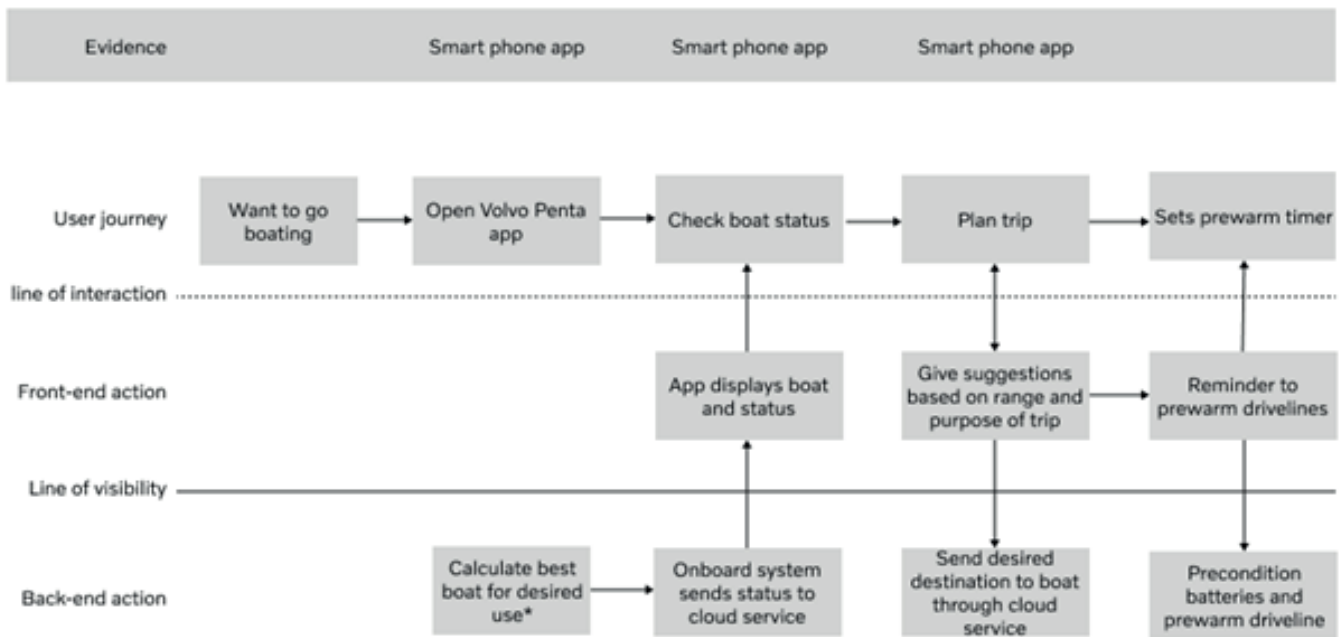 Evidence
Smart phone app
Smart phone app
Smart phone app
User journey
Want to go
boating
Open Volvo Penta
app
Check boat status
Plan trip
Sets prewarm timer
line of interaction
Front-end action
App displays boat
and status
Give suggestions
based on range and
purpose of trip
Reminder to
prewarm drivelines
Line of visibility
Back-end action
Calculate best
boat for desired
use*
Onboard system
sends status to
cloud service
Send desired
destination to boat
through cloud
service
Precondition
batteries and
prewarm driveline